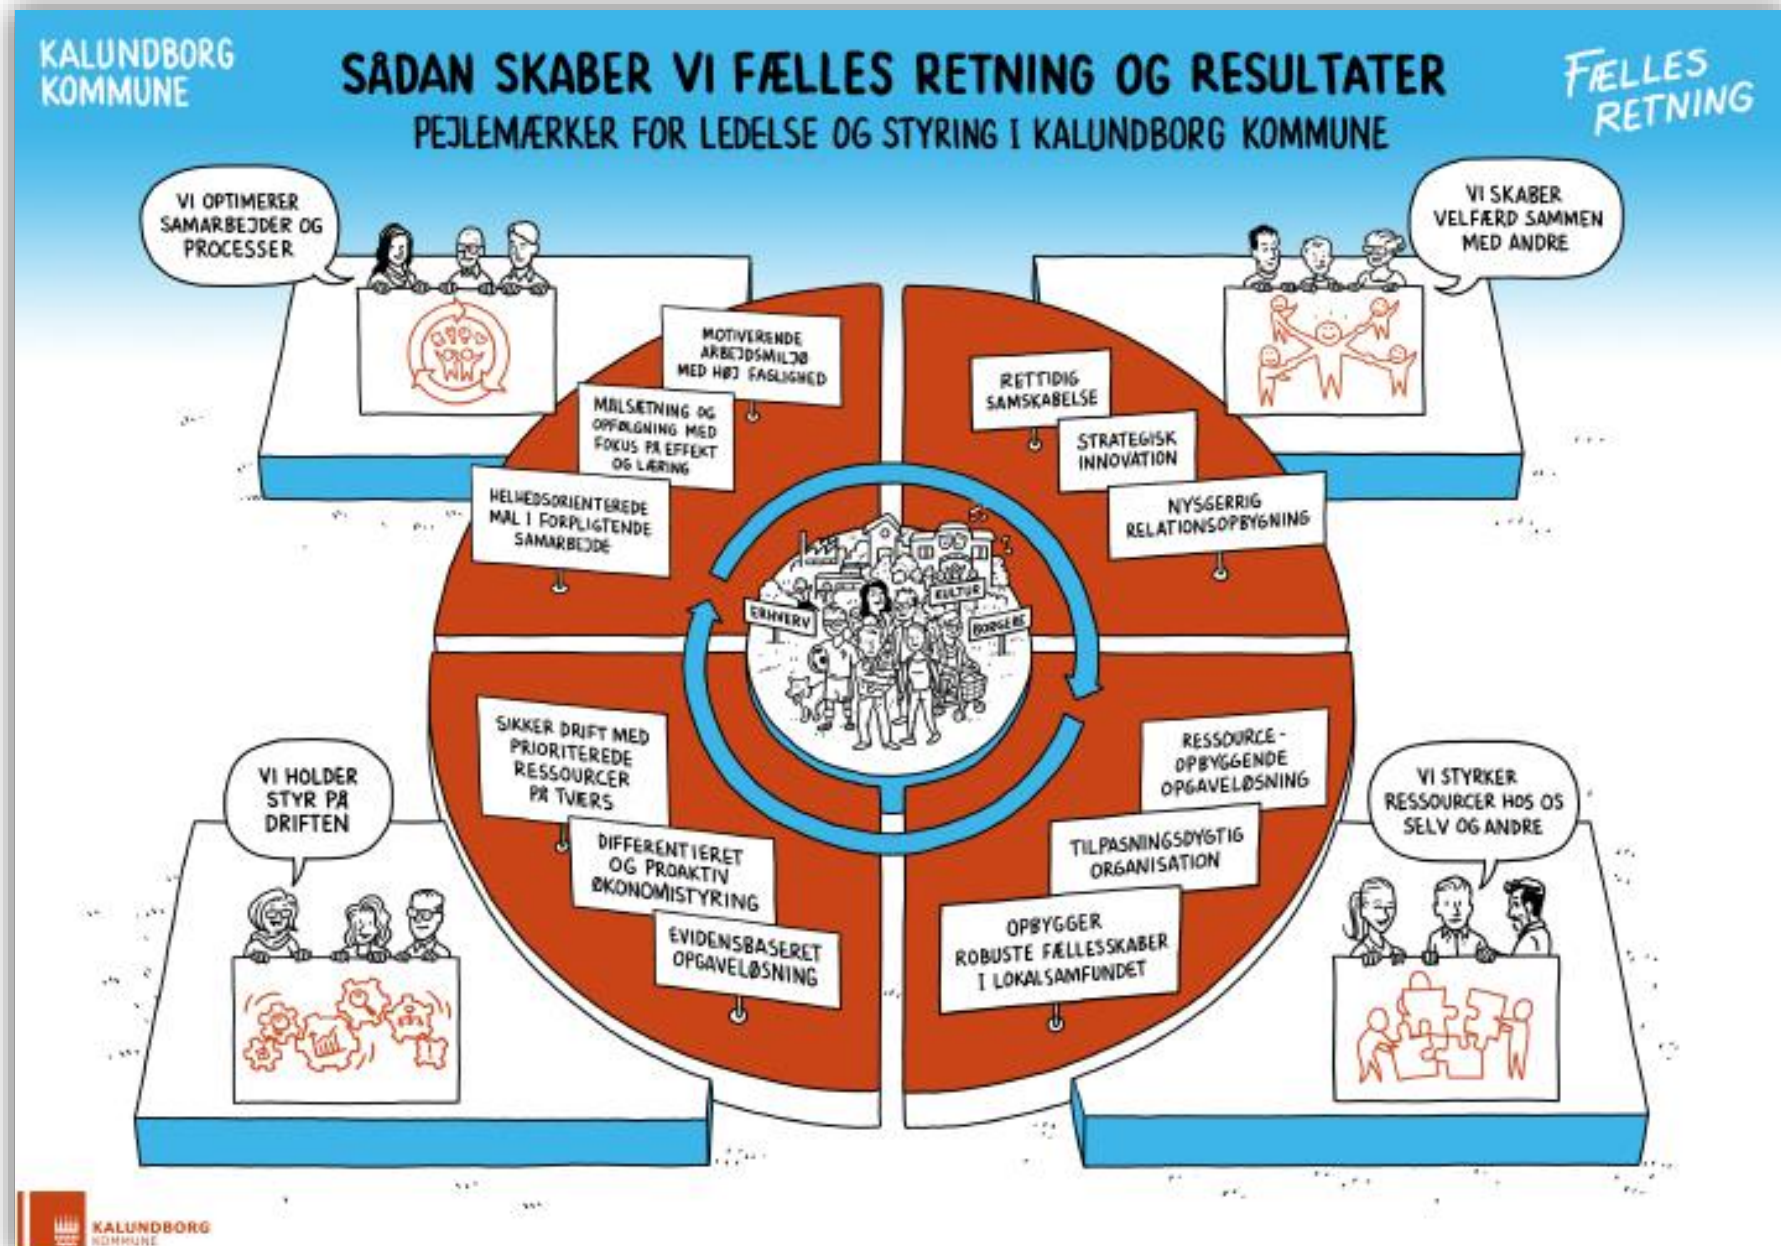 KALUNDBORG
KOMMUNE
SÅDAN SKABER VI FÆLLES RETNING OG RESULTATER
PEJLEMÆRKER FOR LEDELSE OG STYRING I KALUNDBORG KOMMUNE
FÆLLES
RETNING
VI OPTIMERER
SAMARBEJDER OG
PROCESSER
VI SKABER
VELFÆRD SAMMEN
MED ANDRE
MOTIVERENDE
ARBEJDSMILJØ
MED HØJ FAGLIGHED
MÅLSÆTNING OG
OPFØLGNING MED
FOKUS PÅ EFFEKT
OG LÆRING
HELHEDSORIENTEREDE
MÅL I FORPLIGTENDE
SAMARBEJDE
RETTIDIG
SAMSKABELSE
STRATEGISK
INNOVATION
NYSGERRIG
RELATIONSOPBYGNING
ERHVERV
KULTUR
BORGERE
SIKKER DRIFT MED
PRIORITEREDE
RESSOURCER
PÅ TVÆRS
DIFFERENTIERET
OG PROAKTIV
ØKONOMISTYRING
EVIDENSBASERET
OPGAVELØSNING
RESSOURCE-
OPBYGGENDE
OPGAVELØSNING
TILPASNINGSDYGTIG
ORGANISATION
OPBYGGER
ROBUSTE FÆLLESSKABER
I LOKALSAMFUNDET
VI HOLDER
STYR PÅ
DRIFTEN
VI STYRKER
RESSOURCER HOS OS
SELV OG ANDRE
KALUNDBORG
KOMMUNE